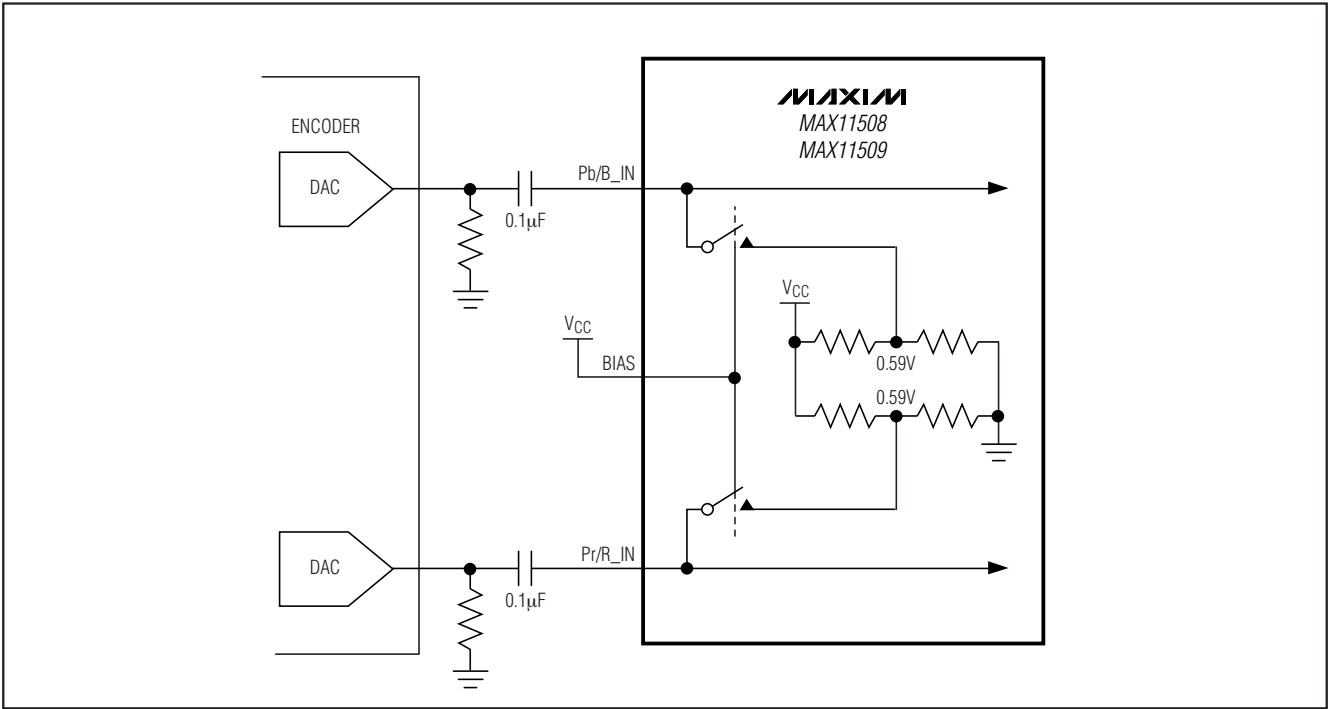 MAXIM
MAX11508
MAX11509
ENCODER
DAC
0.1μF
Pb/B_IN
VCC
BIAS
VCC
0.59V
0.59V
DAC
0.1μF
Pr/R_IN